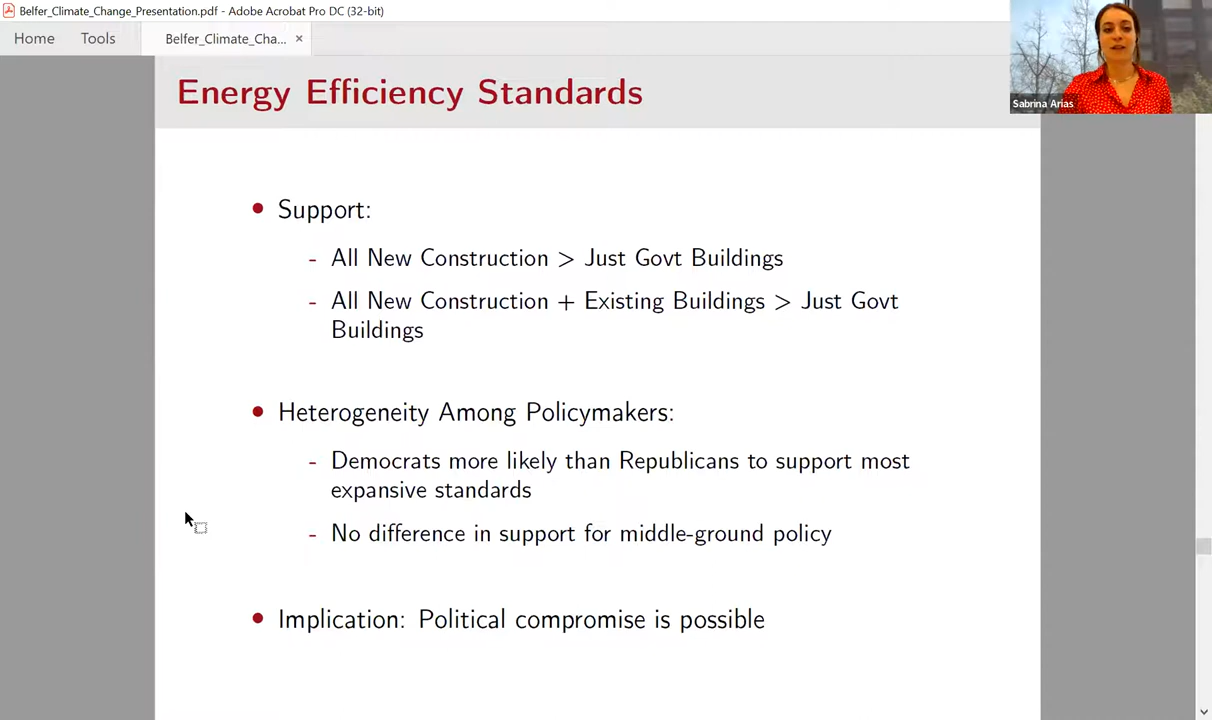 Belfer_Climate_Change_Presentation.pdf - Adobe Acrobat Pro DC (32-bit)
Home Tools Belfer_Climate_Cha... ×
Sabrina Arias
Energy Efficiency Standards
• Support:
- All New Construction > Just Govt Buildings
- All New Construction + Existing Buildings > Just Govt
Buildings
• Heterogeneity Among Policymakers:
- Democrats more likely than Republicans to support most
expansive standards
- No difference in support for middle-ground policy
• Implication: Political compromise is possible